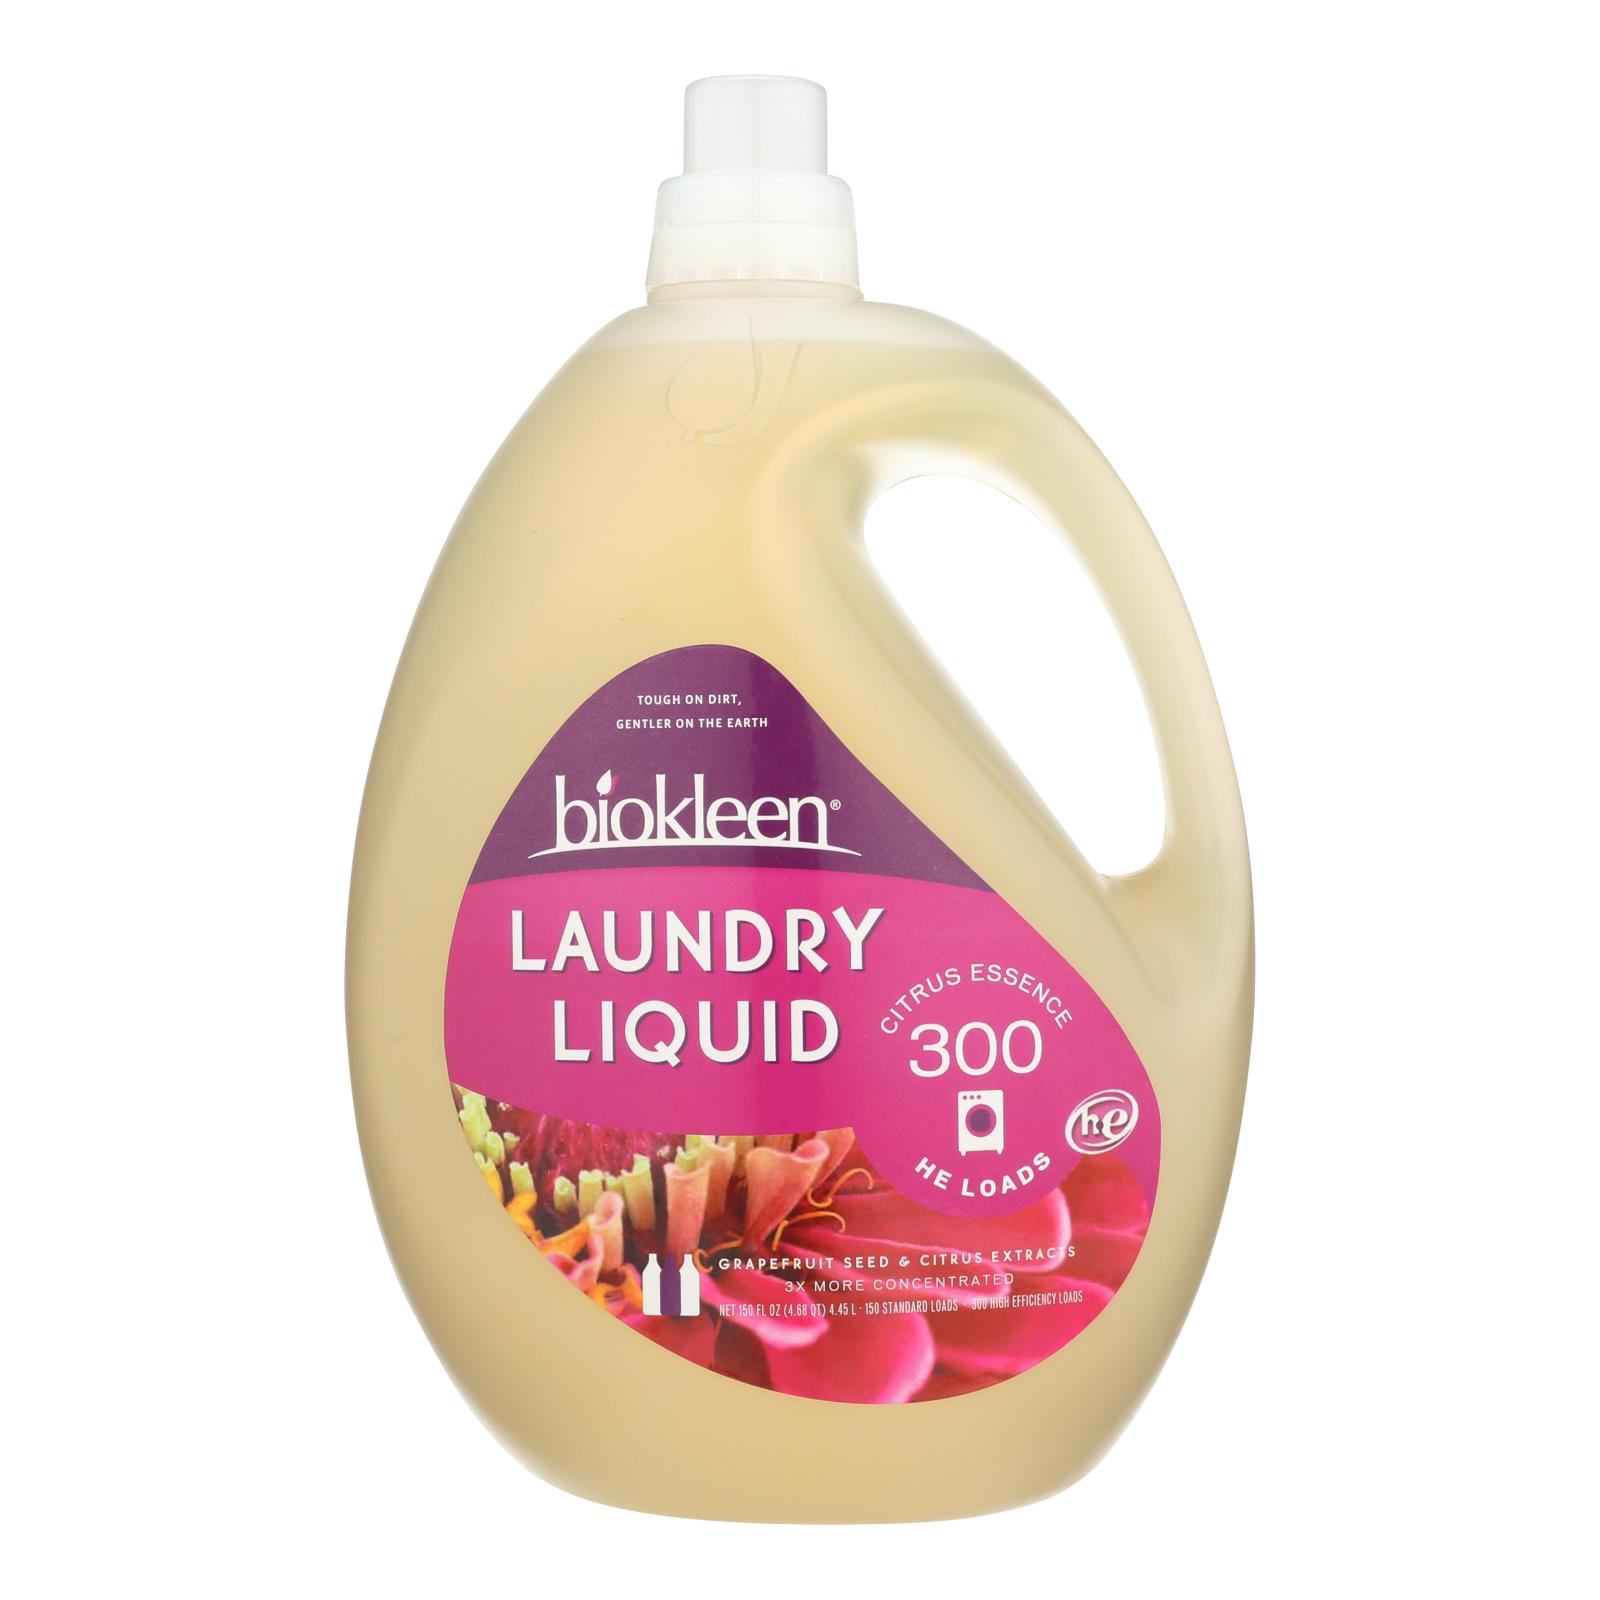 TOUGH ON DIRT,
GENTLER ON THE EARTH
biokleen®
LAUNDRY
LIQUID
CITRUS ESSENCE
300
HE LOADS
he
GRAPEFRUIT SEED & CITRUS EXTRACTS
3X MORE CONCENTRATED
NET 150 FL OZ (4.68 QT) 4.45 L · 150 STANDARD LOADS · 300 HIGH EFFICIENCY LOADS